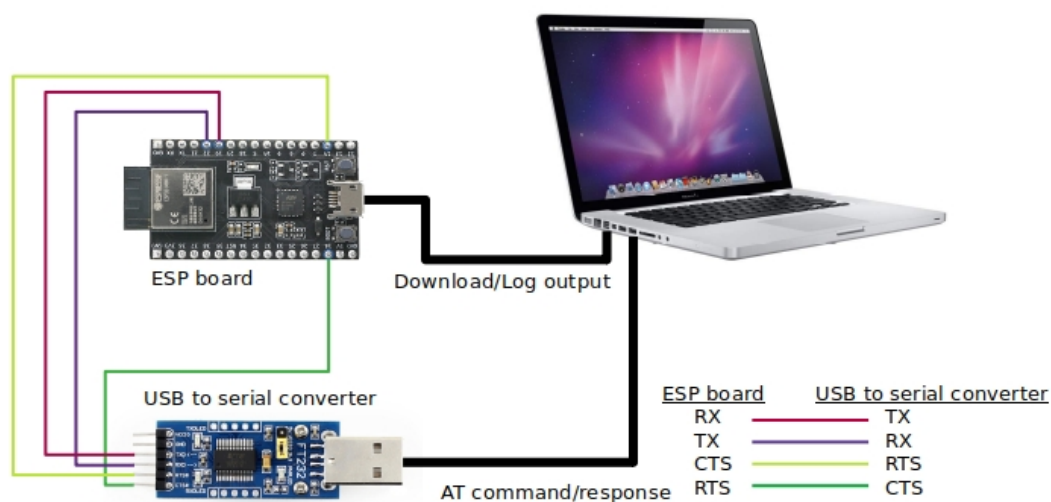 ESP board
Download/Log output
USB to serial converter
FT232
AT command/response
ESP board USB to serial converter
RX TX
TX RX
CTS RTS
RTS CTS